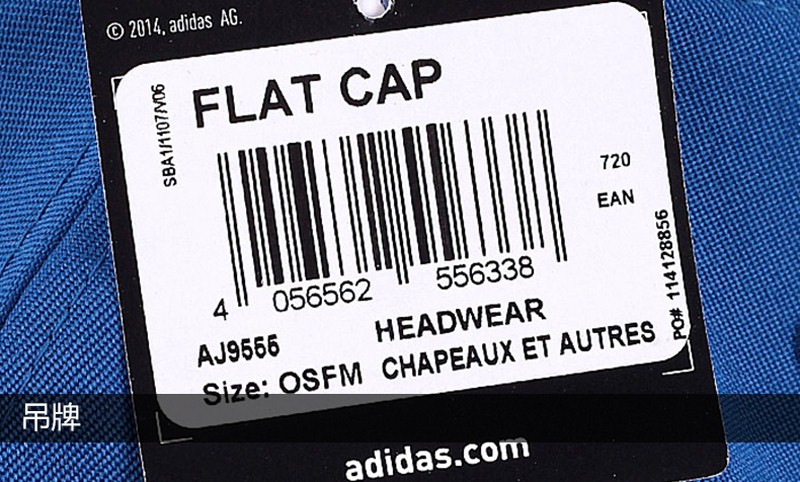 © 2014, adidas AG.
FLAT CAP
SBA1/1107/V06
720
EAN
4 056562 556338
PO# 114128856
AJ9555
HEADWEAR
Size: OSFM
CHAPEAUX ET AUTRES
吊牌
adidas.com